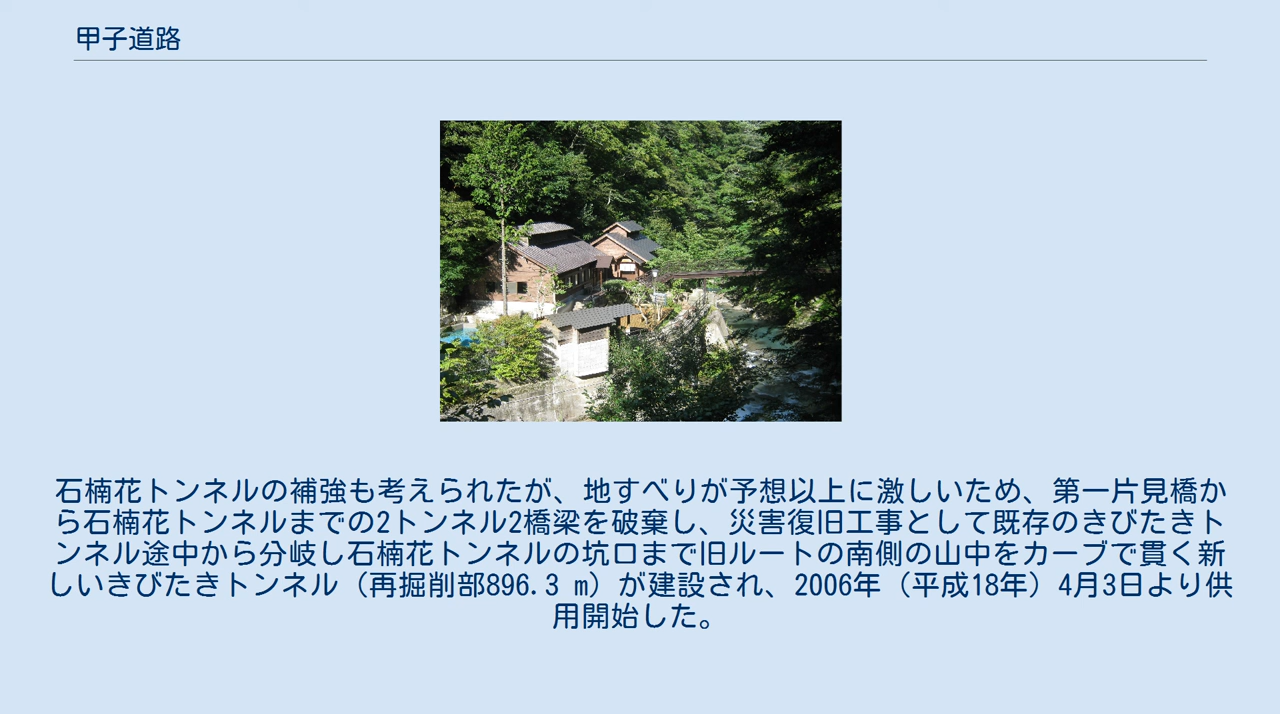 甲子道路
石楠花トンネルの補強も考えられたが、地すべりが予想以上に激しいため、第一片見橋か
ら石楠花トンネルまでの2トンネル2橋梁を破棄し、災害復旧工事として既存のきびたきト
ンネル途中から分岐し石楠花トンネルの坑口まで旧ルートの南側の山中をカーブで貫く新
しいきびたきトンネル（再掘削部896.3 m）が建設され、2006年（平成18年）4月3日より供
用開始した。